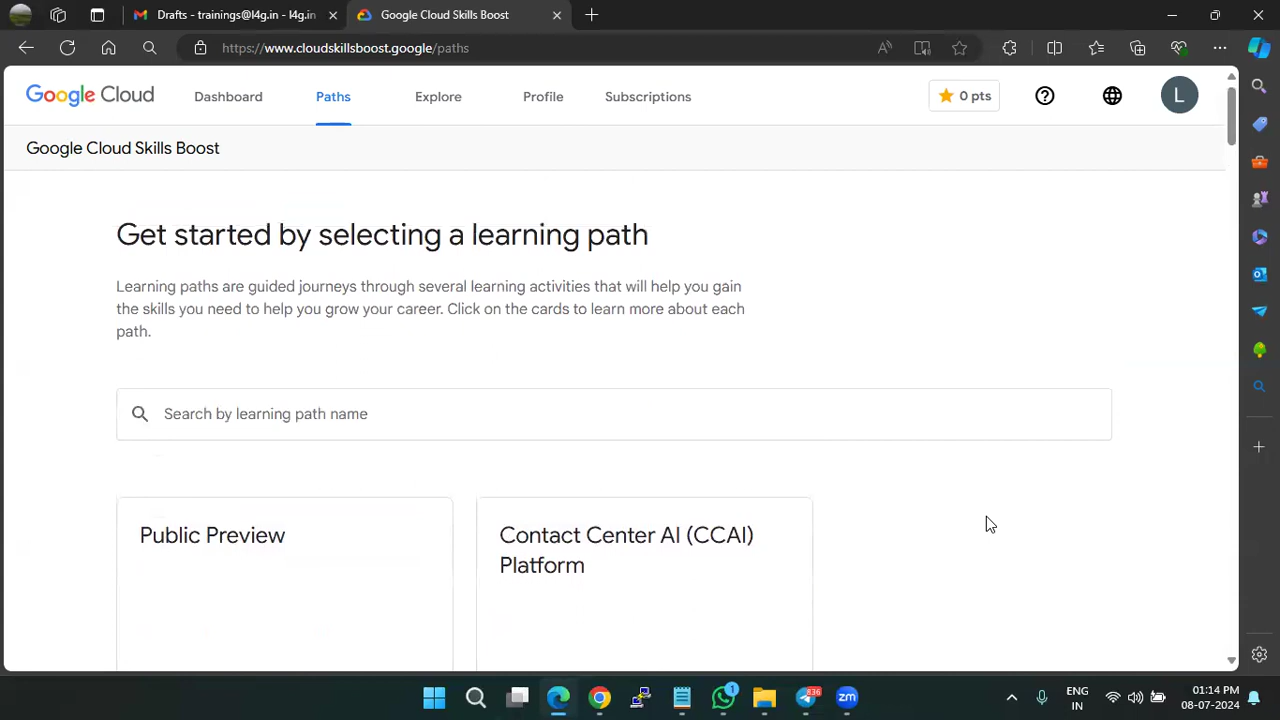 Drafts - trainings@l4g.in - l4g.in
Google Cloud Skills Boost
https://www.cloudskillsboost.google/paths
Google Cloud
Dashboard
Paths
Explore
Profile
Subscriptions
0 pts
L
Google Cloud Skills Boost
Get started by selecting a learning path
Learning paths are guided journeys through several learning activities that will help you gain
the skills you need to help you grow your career. Click on the cards to learn more about each
path.
Search by learning path name
Public Preview
Contact Center AI (CCAI)
Platform
1
836
zm
ENG
IN
01:14 PM
08-07-2024